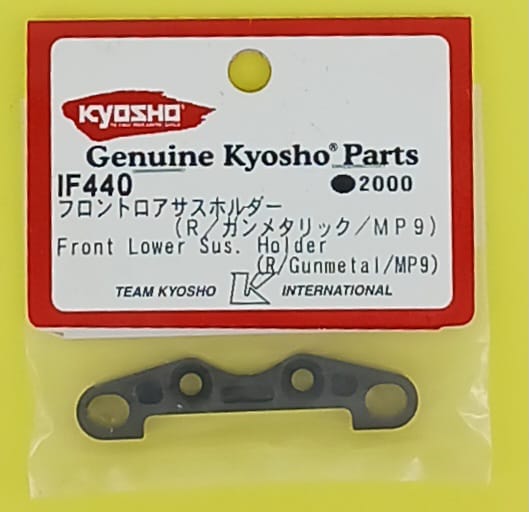 KYOSHO
Genuine Kyosho® Parts
IF440 ●2000
フロントロアサスホルダー
(R/ガンメタリック/MP9)
Front Lower Sus. Holder
(R/Gunmetal/MP9)
TEAM KYOSHO K INTERNATIONAL